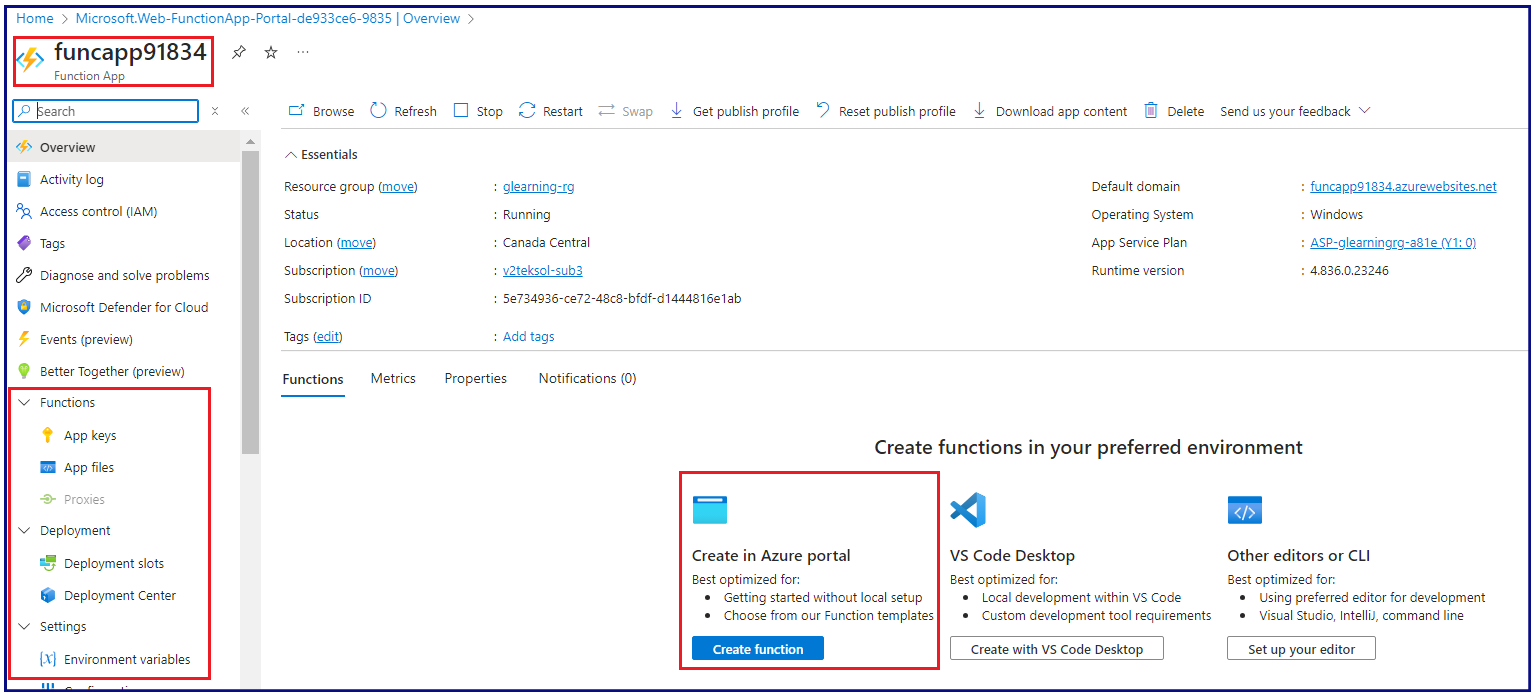 Home > Microsoft.Web-FunctionApp-Portal-de933ce6-9835 | Overview >
funcapp91834
Function App
Search
Overview
Activity log
Access control (IAM)
Tags
Diagnose and solve problems
Microsoft Defender for Cloud
Events (preview)
Better Together (preview)
Functions
App keys
App files
Proxies
Deployment
Deployment slots
Deployment Center
Settings
Environment variables
Browse Refresh Stop Restart Swap Get publish profile Reset publish profile Download app content Delete Send us your feedback
Essentials
Resource group (move) : glearning-rg
Status : Running
Location (move) : Canada Central
Subscription (move) : v2teksol-sub3
Subscription ID : 5e734936-ce72-48c8-bfdf-d1444816e1ab
Tags (edit) : Add tags
Default domain : funcapp91834.azurewebsites.net
Operating System : Windows
App Service Plan : ASP-glearningrg-a81e (Y1: 0)
Runtime version : 4.836.0.23246
Functions Metrics Properties Notifications (0)
Create functions in your preferred environment
Create in Azure portal
Best optimized for:
• Getting started without local setup
• Choose from our Function templates
Create function
VS Code Desktop
Best optimized for:
• Local development within VS Code
• Custom development tool requirements
Create with VS Code Desktop
Other editors or CLI
Best optimized for:
• Using preferred editor for development
• Visual Studio, IntelliJ, command line
Set up your editor